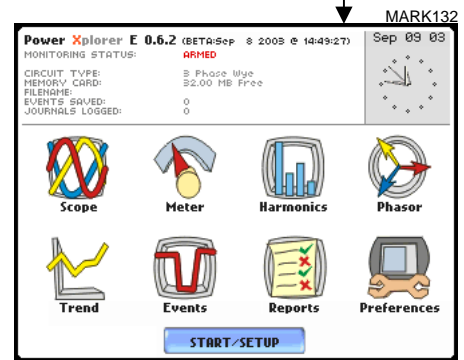 MARK132
Power Xplorer E 0.6.2 (BETA:Sep 8 2003 @ 14:49:27)
Sep 09 03
MONITORING STATUS: ARMED
CIRCUIT TYPE: 3 Phase Wye
MEMORY CARD: 32.00 MB Free
FILENAME:
EVENTS SAVED: 0
JOURNALS LOGGED: 0
Scope Meter Harmonics Phasor
Trend Events Reports Preferences
START/SETUP